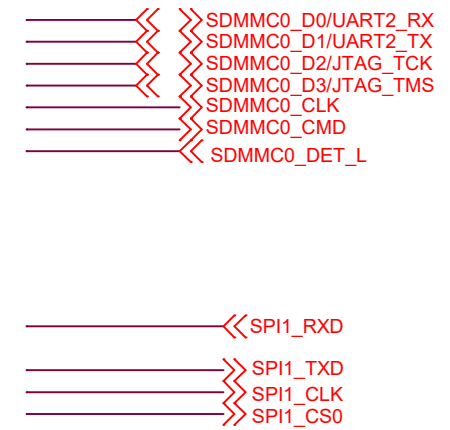 SDMMC0_D0/UART2_RX
SDMMC0_D1/UART2_TX
SDMMC0_D2/JTAG_TCK
SDMMC0_D3/JTAG_TMS
SDMMC0_CLK
SDMMC0_CMD
SDMMC0_DET_L
SPI1_RXD
SPI1_TXD
SPI1_CLK
SPI1_CS0